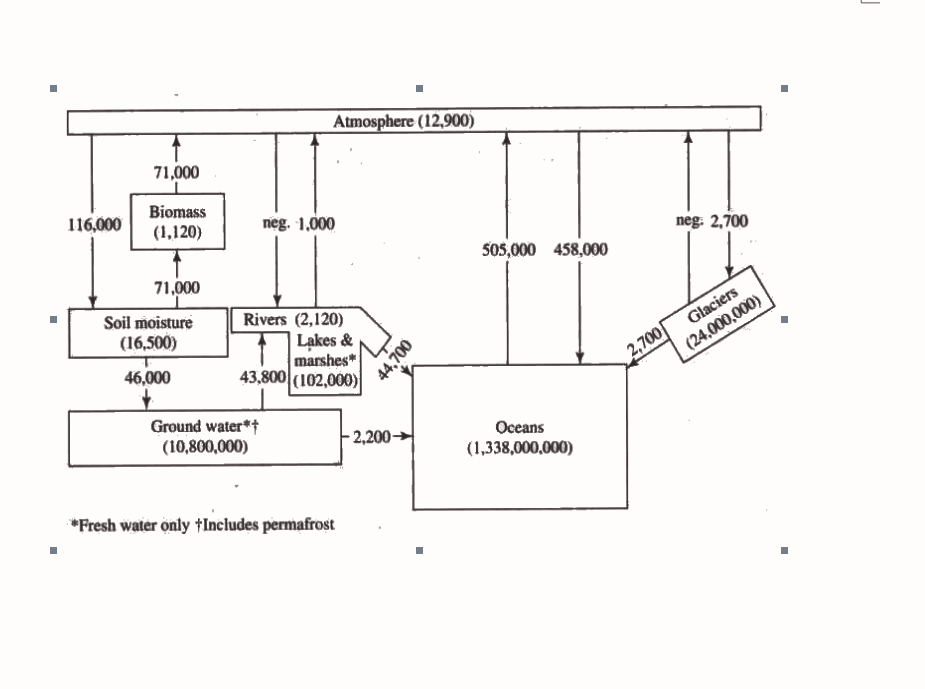 Atmosphere (12,900)
71,000
Biomass
(1,120)
116,000
neg. 1,000
neg. 2,700
505,000 458,000
71,000
Soil moisture
(16,500)
Rivers (2,120)
Lakes &
marshes*
(102,000)
44,700
2,700
Glaciers
(24,000,000)
46,000
43,800
Ground water*†
(10,800,000)
2,200
Oceans
(1,338,000,000)
*Fresh water only †Includes permafrost